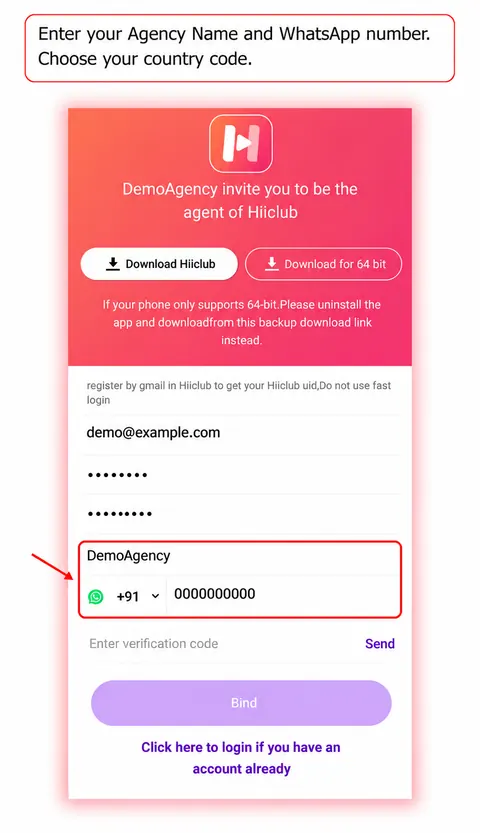 Enter your Agency Name and WhatsApp number.
Choose your country code.
DemoAgency invite you to be the
agent of Hiiclub
Download Hiiclub
Download for 64 bit
If your phone only supports 64-bit.Please uninstall the
app and downloadfrom this backup download link
instead.
register by gmail in Hiiclub to get your Hiiclub uid,Do not use fast
login
demo@example.com
••••••••
•••••••••
DemoAgency
+91 0000000000
Enter verification code Send
Bind
Click here to login if you have an
account already